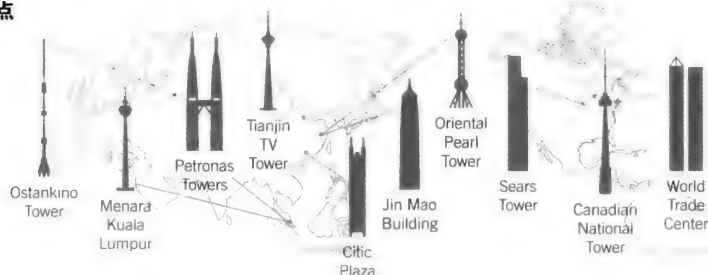 点
Ostankino
Tower
Menara
Kuala
Lumpur
Petronas
Towers
Tianjin
TV
Tower
Citic
Plaza
Jin Mao
Building
Oriental
Pearl
Tower
Sears
Tower
Canadian
National
Tower
World
Trade
Center